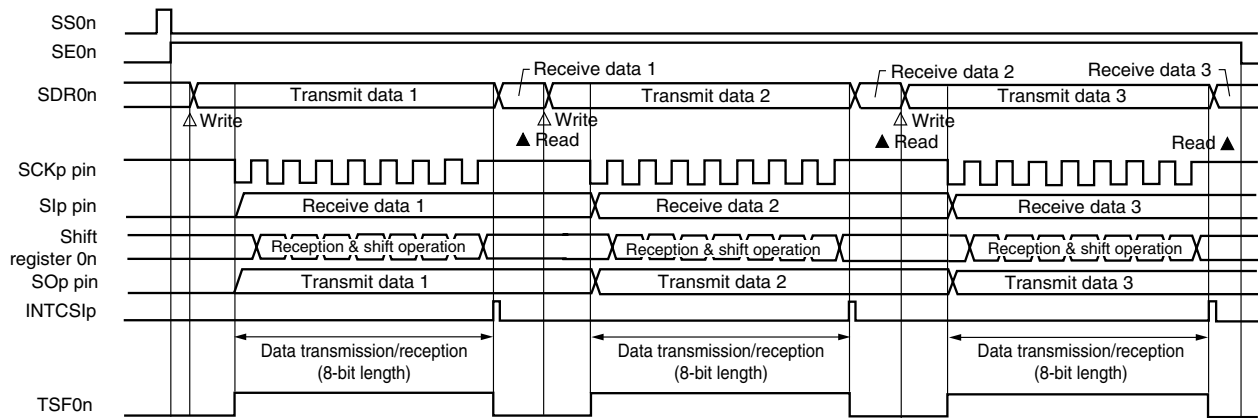 SS0n
SE0n
Receive data 1
Receive data 2
Receive data 3
SDR0n
Transmit data 1
Transmit data 2
Transmit data 3
Write
Write
Write
▲ Read
▲ Read
Read ▲
SCKp pin
SIp pin
Receive data 1
Receive data 2
Receive data 3
Shift
register 0n
Reception & shift operation
Reception & shift operation
Reception & shift operation
SOp pin
Transmit data 1
Transmit data 2
Transmit data 3
INTCSIp
Data transmission/reception
(8-bit length)
Data transmission/reception
(8-bit length)
Data transmission/reception
(8-bit length)
TSF0n